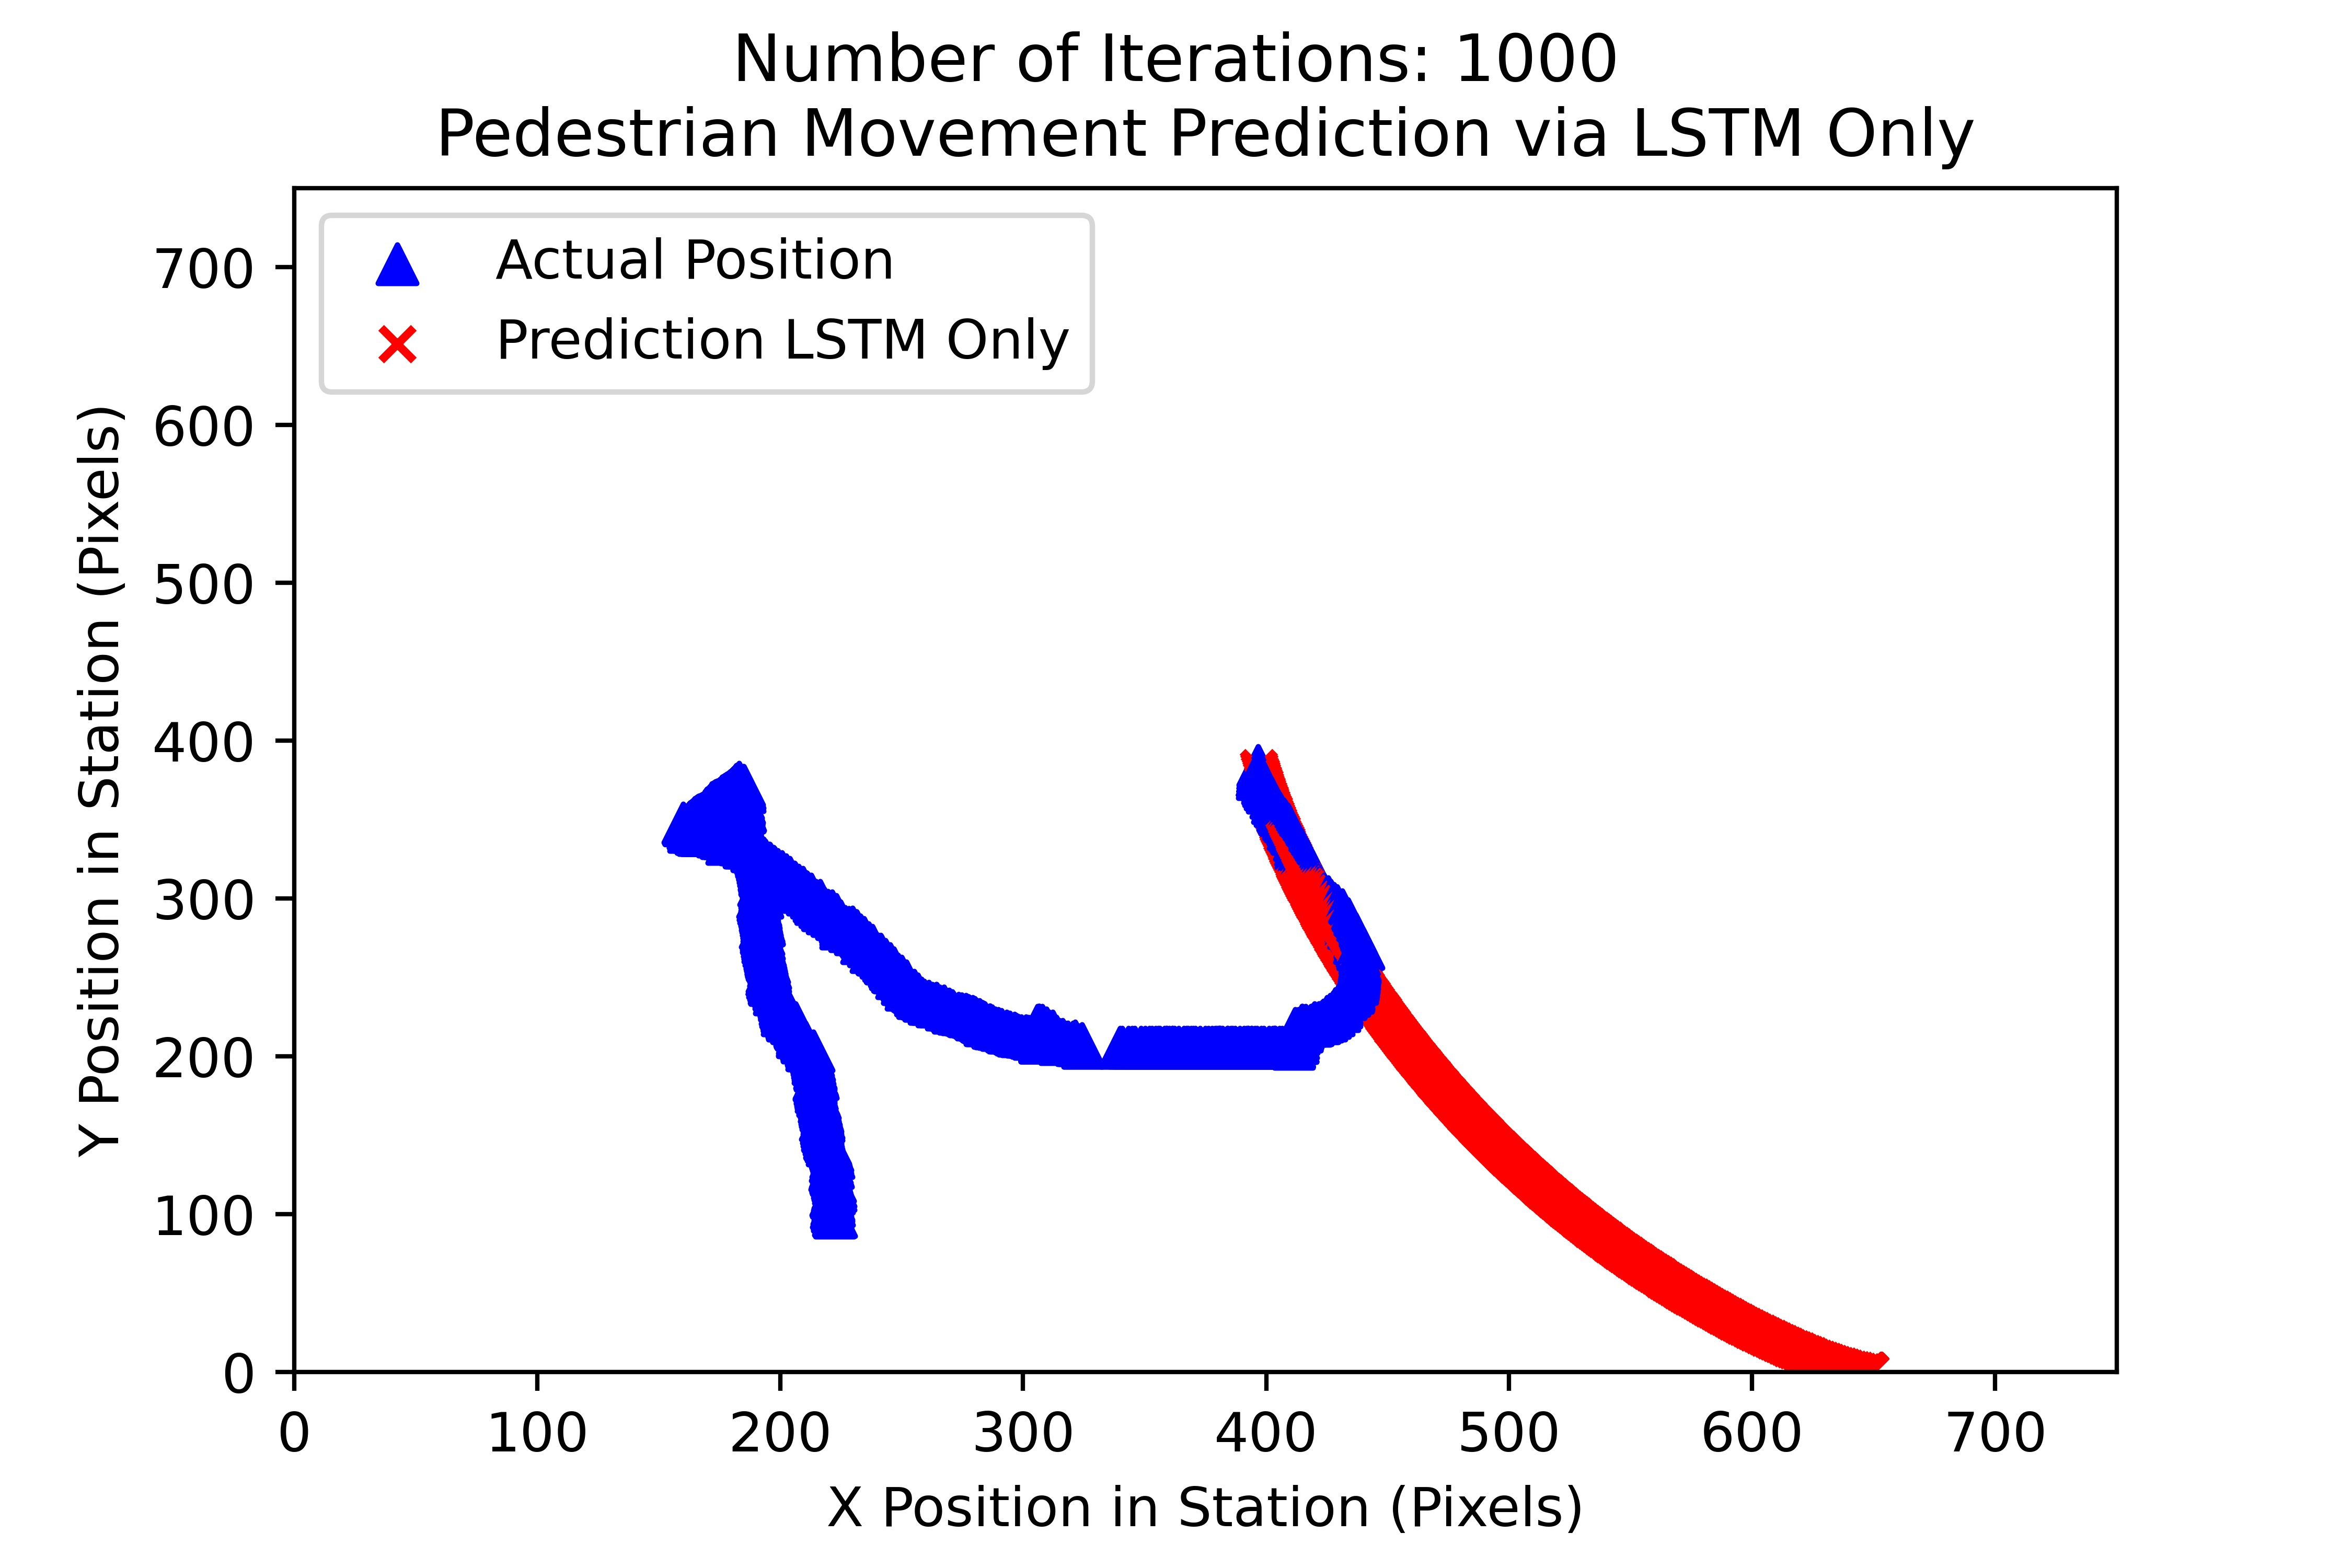 Number of Iterations: 1000
Pedestrian Movement Prediction via LSTM Only
Actual Position
Prediction LSTM Only
Y Position in Station (Pixels)
700
600
500
400
300
200
100
0
0 100 200 300 400 500 600 700
X Position in Station (Pixels)